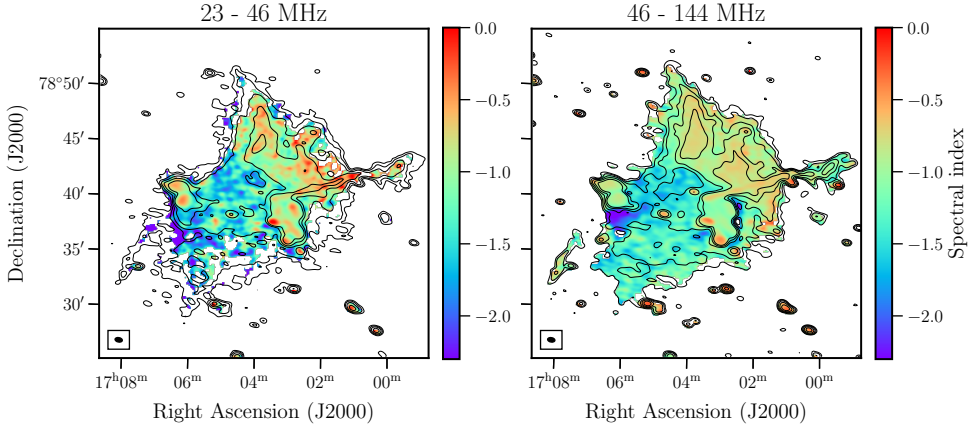 23 - 46 MHz
46 - 144 MHz
Declination (J2000)
78°50′
45′
40′
35′
30′
17ʰ08ᵐ
06ᵐ
04ᵐ
02ᵐ
00ᵐ
Right Ascension (J2000)
0.0
−0.5
−1.0
−1.5
−2.0
17ʰ08ᵐ
06ᵐ
04ᵐ
02ᵐ
00ᵐ
Right Ascension (J2000)
0.0
−0.5
−1.0
−1.5
−2.0
Spectral index